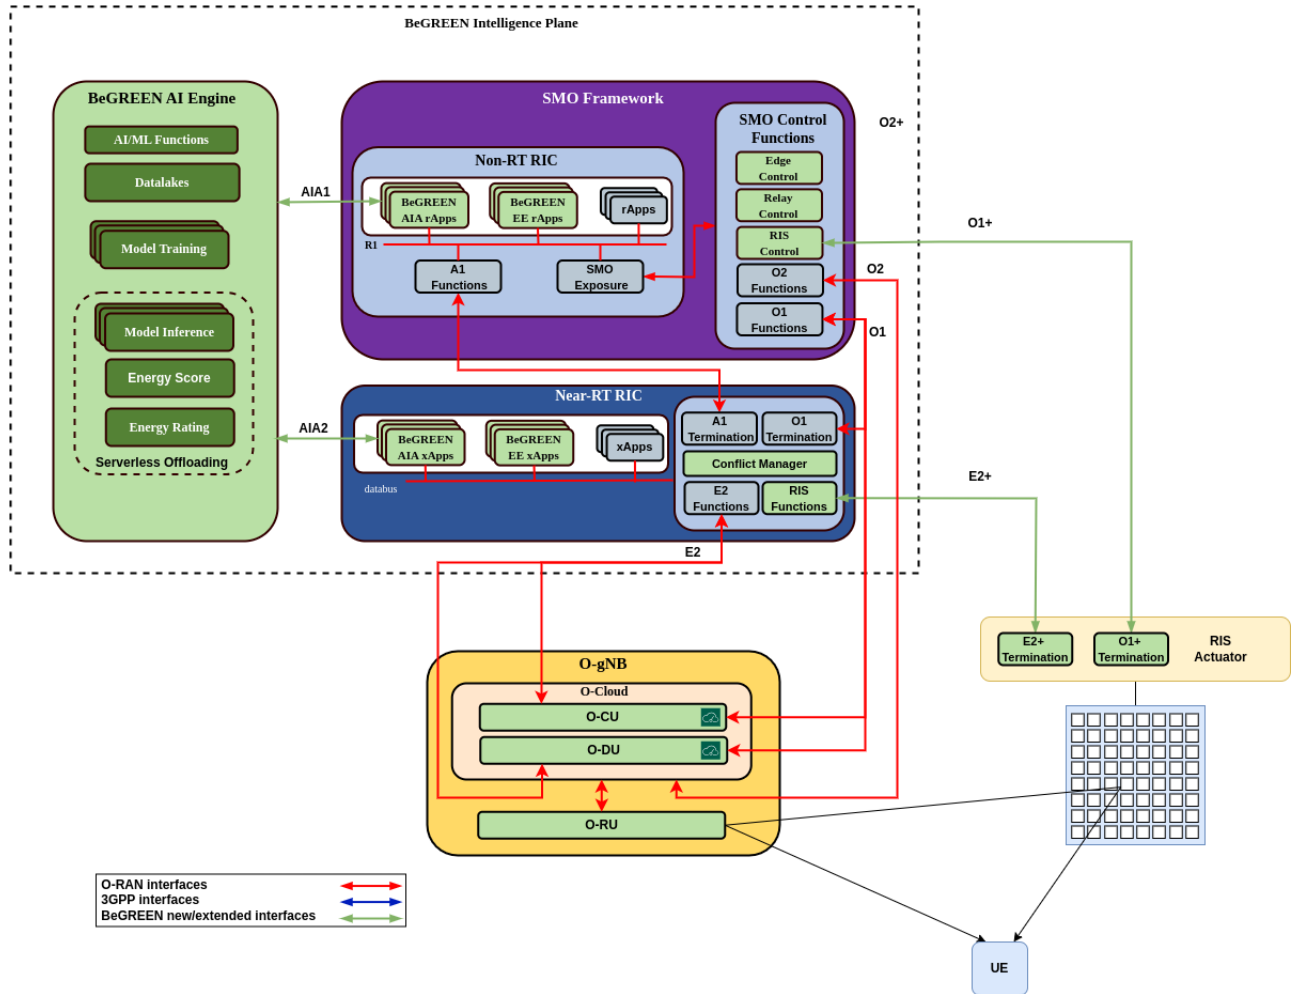 BeGREEN Intelligence Plane
BeGREEN AI Engine
AI/ML Functions
Datalakes
Model Training
Model Inference
Energy Score
Energy Rating
Serverless Offloading
AIA1
AIA2
SMO Framework
Non-RT RIC
BeGREEN
AIA rApps
BeGREEN
EE rApps
rApps
R1
A1
Functions
SMO
Exposure
SMO Control
Functions
Edge
Control
Relay
Control
RIS
Control
O2
Functions
O1
Functions
O2+
O1+
O2
O1
Near-RT RIC
BeGREEN
AIA xApps
BeGREEN
EE xApps
xApps
databus
A1
Termination
O1
Termination
Conflict Manager
E2
Functions
RIS
Functions
E2+
E2
E2+
Termination
O1+
Termination
RIS
Actuator
O-gNB
O-Cloud
O-CU
O-DU
O-RU
O-RAN interfaces
3GPP interfaces
BeGREEN new/extended interfaces
UE